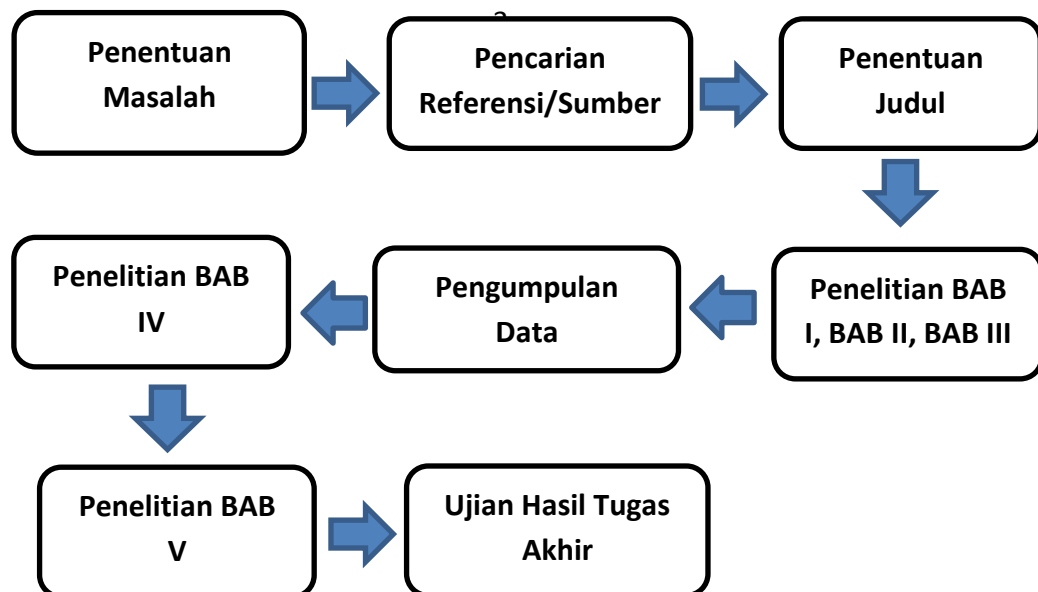 Penentuan
Masalah
Pencarian
Referensi/Sumber
Penentuan
Judul
Penelitian BAB
I, BAB II, BAB III
Pengumpulan
Data
Penelitian BAB
IV
Penelitian BAB
V
Ujian Hasil Tugas
Akhir